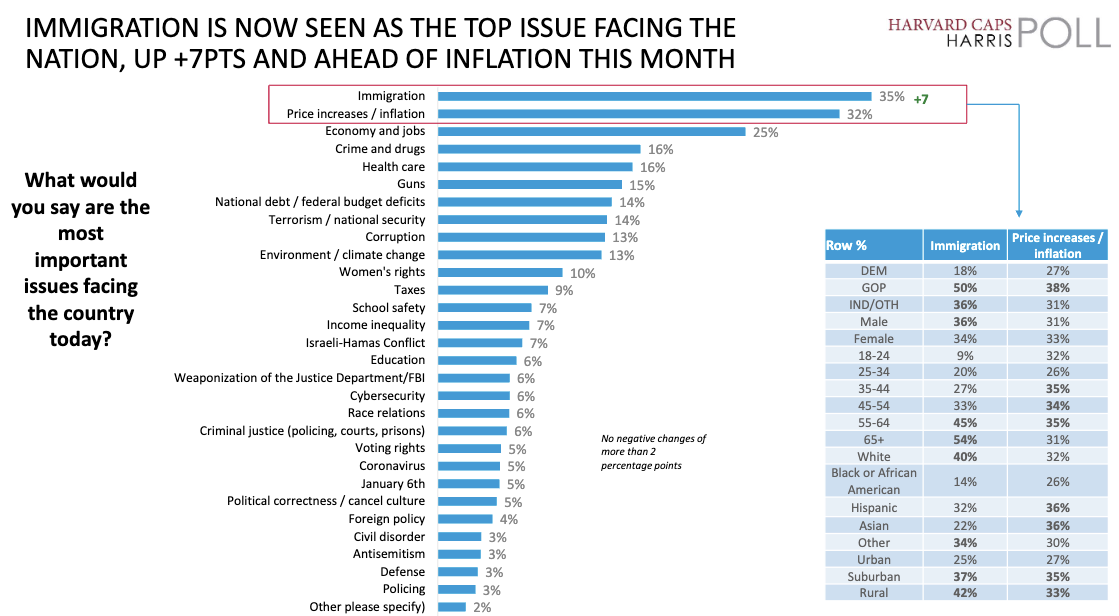 IMMIGRATION IS NOW SEEN AS THE TOP ISSUE FACING THE
NATION, UP +7PTS AND AHEAD OF INFLATION THIS MONTH
HARVARD CAPS
HARRIS POLL
What would
you say are the
most
important
issues facing
the country
today?
Immigration 35% +7
Price increases / inflation 32%
Economy and jobs 25%
Crime and drugs 16%
Health care 16%
Guns 15%
National debt / federal budget deficits 14%
Terrorism / national security 14%
Corruption 13%
Environment / climate change 13%
Women's rights 10%
Taxes 9%
School safety 7%
Income inequality 7%
Israeli-Hamas Conflict 7%
Education 6%
Weaponization of the Justice Department/FBI 6%
Cybersecurity 6%
Race relations 6%
Criminal justice (policing, courts, prisons) 6%
Voting rights 5%
Coronavirus 5%
January 6th 5%
Political correctness / cancel culture 5%
Foreign policy 4%
Civil disorder 3%
Antisemitism 3%
Defense 3%
Policing 3%
Other please specify) 2%
No negative changes of
more than 2
percentage points
Row % Immigration Price increases /
inflation
DEM 18% 27%
GOP 50% 38%
IND/OTH 36% 31%
Male 36% 31%
Female 34% 33%
18-24 9% 32%
25-34 20% 26%
35-44 27% 35%
45-54 33% 34%
55-64 45% 35%
65+ 54% 31%
White 40% 32%
Black or African
American 14% 26%
Hispanic 32% 36%
Asian 22% 36%
Other 34% 30%
Urban 25% 27%
Suburban 37% 35%
Rural 42% 33%